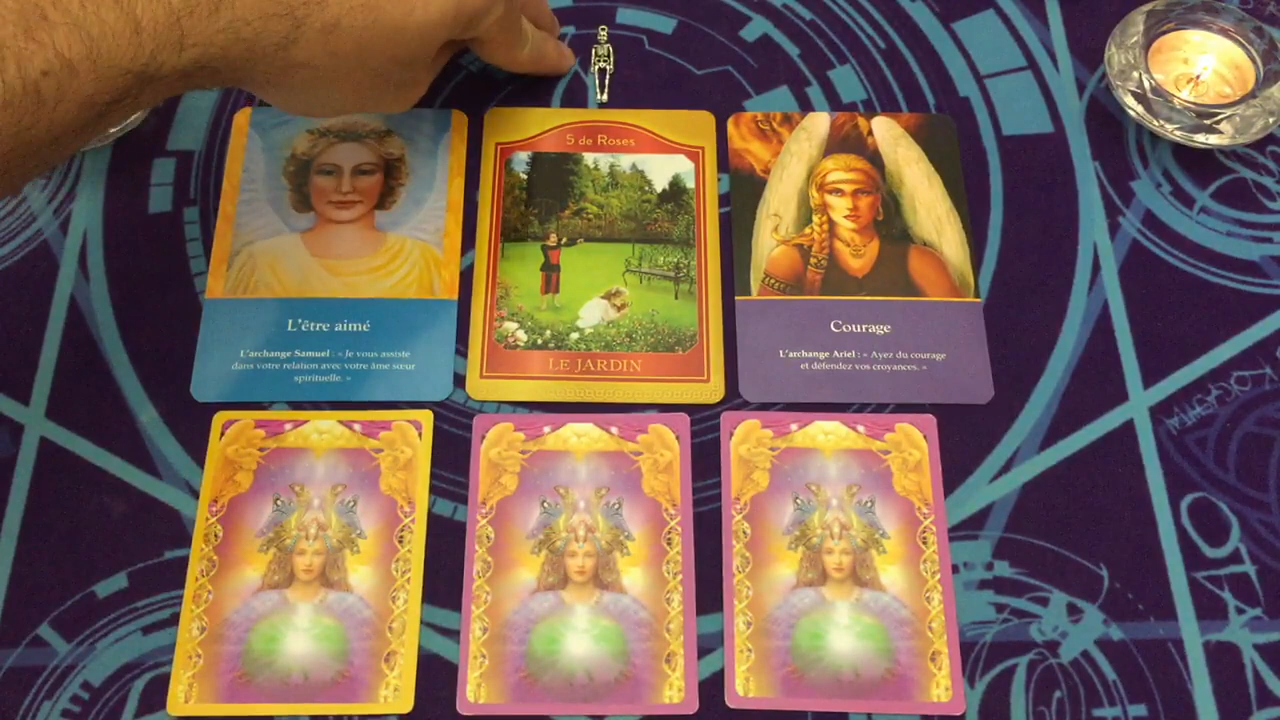 5 de Roses
LE JARDIN
L'être aimé
L'archange Samuel : « Je vous assiste
dans votre relation avec votre âme sœur
spirituelle. »
Courage
L'archange Ariel : « Ayez du courage
et défendez vos croyances. »